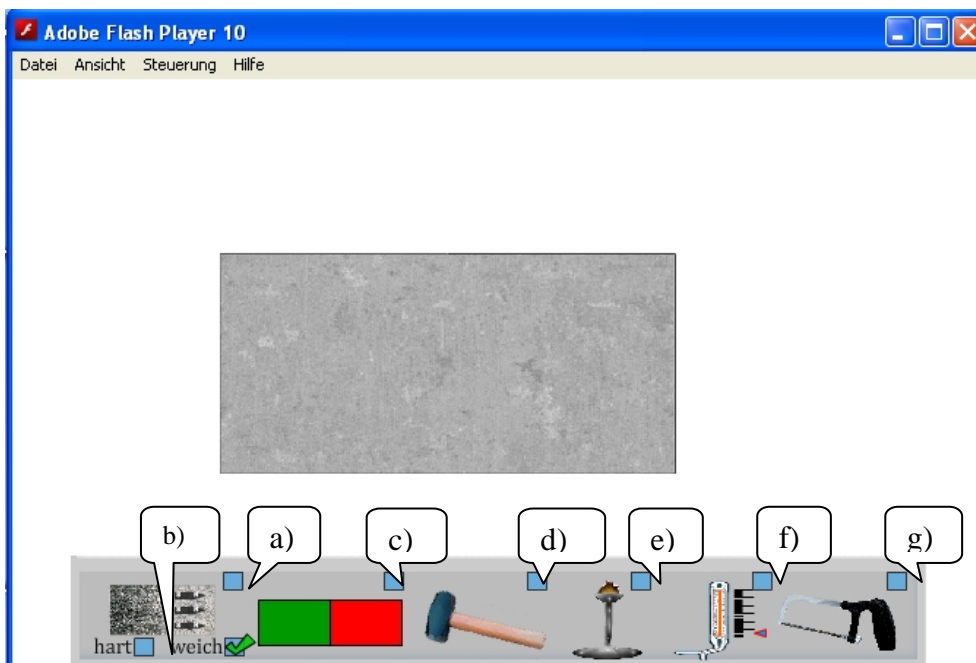 Adobe Flash Player 10
Datei Ansicht Steuerung Hilfe
b) a) c) d) e) f) g)
hart weich